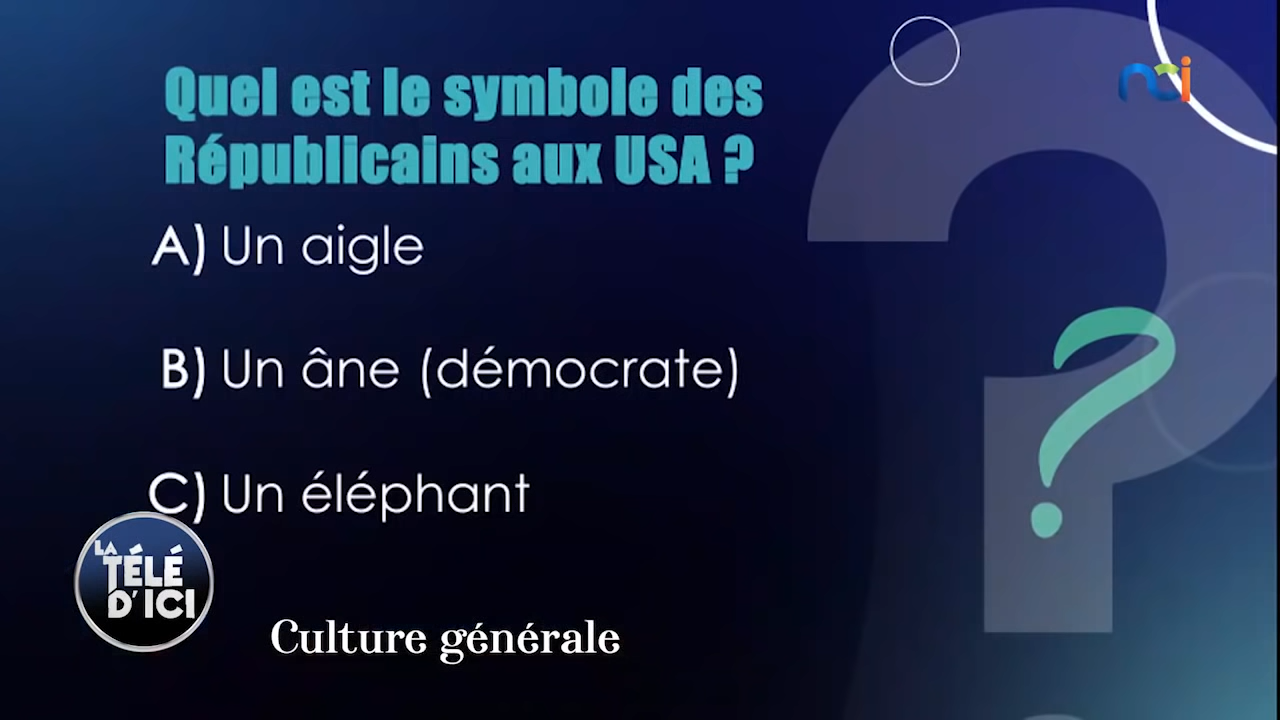 nci
Quel est le symbole des
Républicains aux USA ?
A) Un aigle
B) Un âne (démocrate)
C) Un éléphant
LA
TÉLÉ
D'ICI
Culture générale